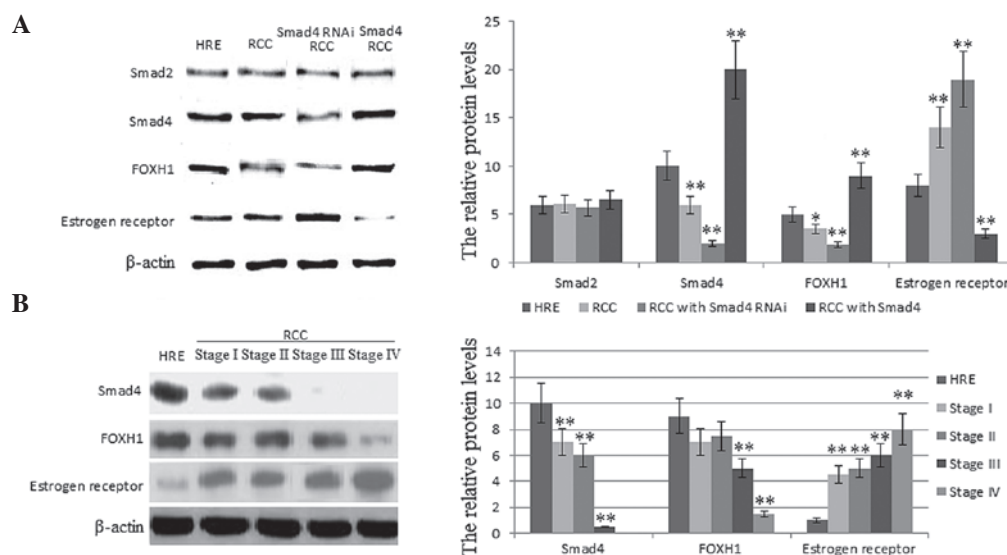 A
HRE
RCC
Smad4 RNAi
RCC
Smad4
RCC
Smad2
Smad4
FOXH1
Estrogen receptor
β-actin
The relative protein levels
25
20
15
10
5
0
**
**
**
*
**
**
**
**
**
Smad2
Smad4
FOXH1
Estrogen receptor
HRE
RCC
RCC with Smad4 RNAi
RCC with Smad4
B
RCC
HRE
Stage I
Stage II
Stage III
Stage IV
Smad4
FOXH1
Estrogen receptor
β-actin
The relative protein levels
14
12
10
8
6
4
2
0
**
**
**
**
**
**
**
**
**
Smad4
FOXH1
Estrogen receptor
HRE
Stage I
Stage II
Stage III
Stage IV